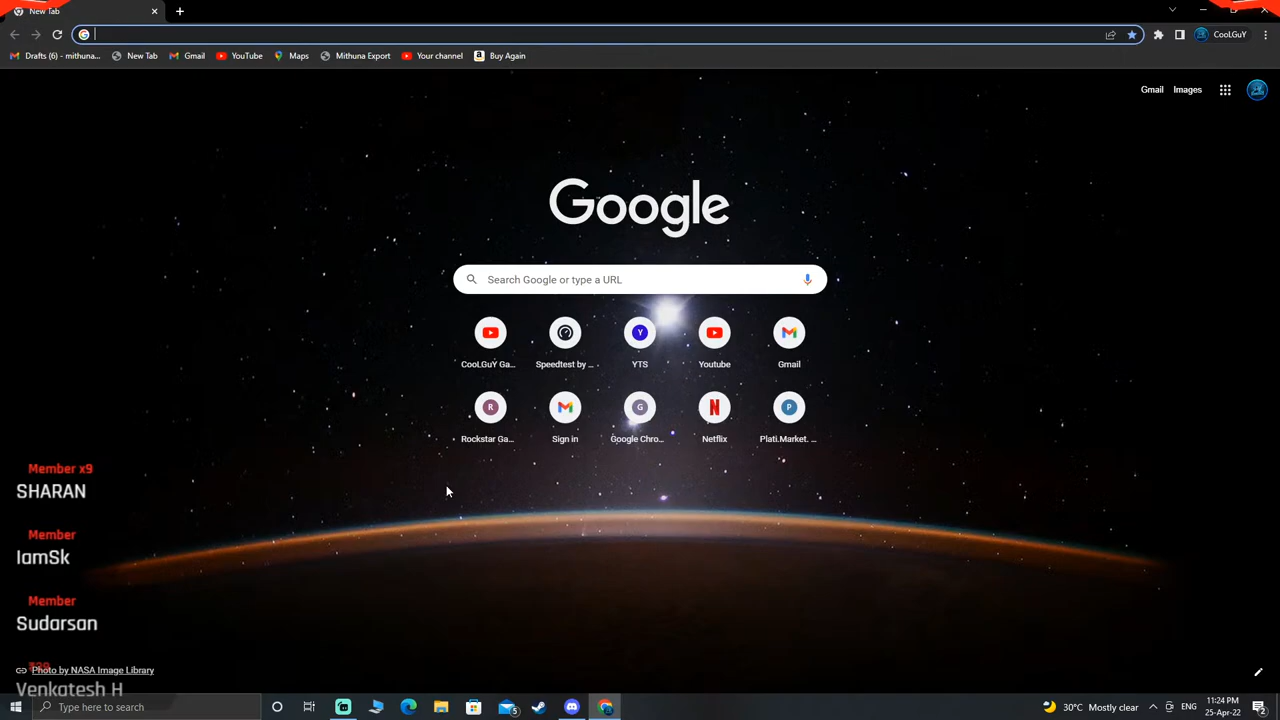 New Tab
CooLGuY
Drafts (-mithuna...
New Tab
Gmail
YouTube
Maps
Mithuna Export
Your channel
Buy Again
Gmail
Images
Google
Search Google or type a URL
CooLGuY Ga...
Speedtest by ...
YTS
Youtube
Gmail
Rockstar Ga...
Sign in
Google Chro...
Netflix
Plati.Market. ...
Member x9
SHARAN
Member
IamSk
Member
Sudarsan
Photo by NASA Image Library
Venkatesh H
Type here to search
5
30°C Mostly clear
ENG
11:24 PM
25-Apr-22
2